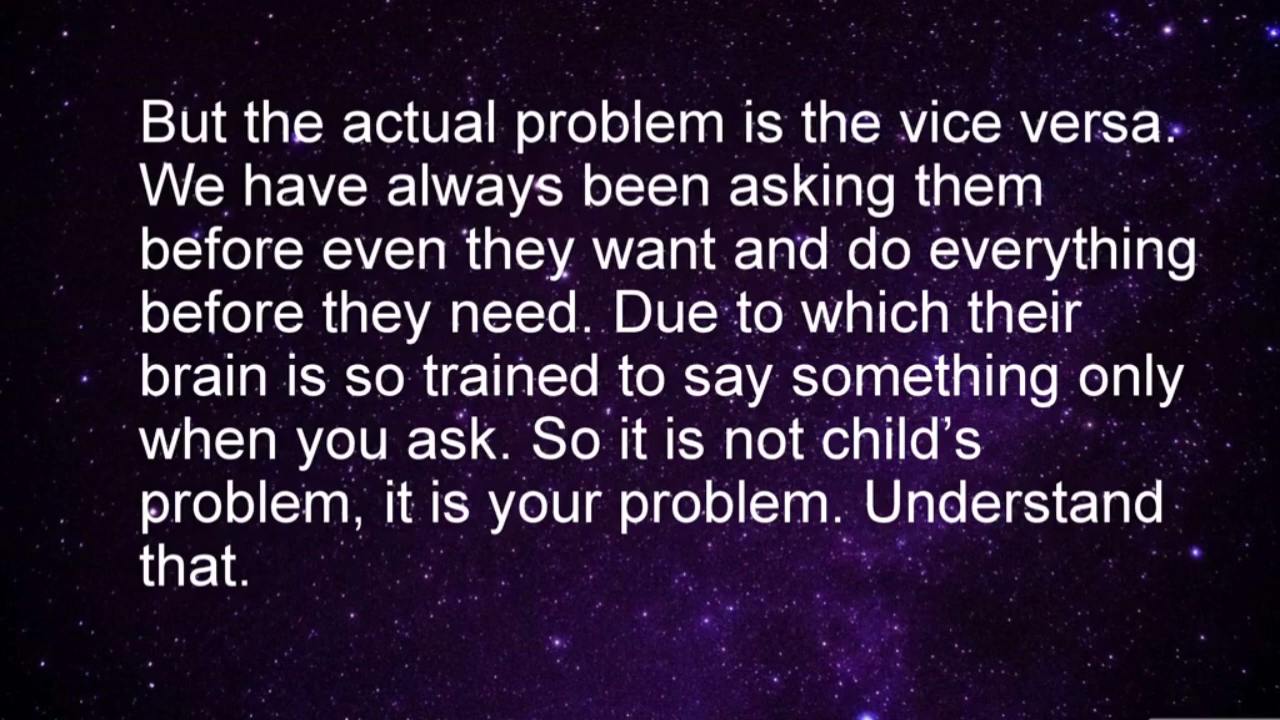 But the actual problem is the vice versa.
We have always been asking them
before even they want and do everything
before they need. Due to which their
brain is so trained to say something only
when you ask. So it is not child’s
problem, it is your problem. Understand
that.